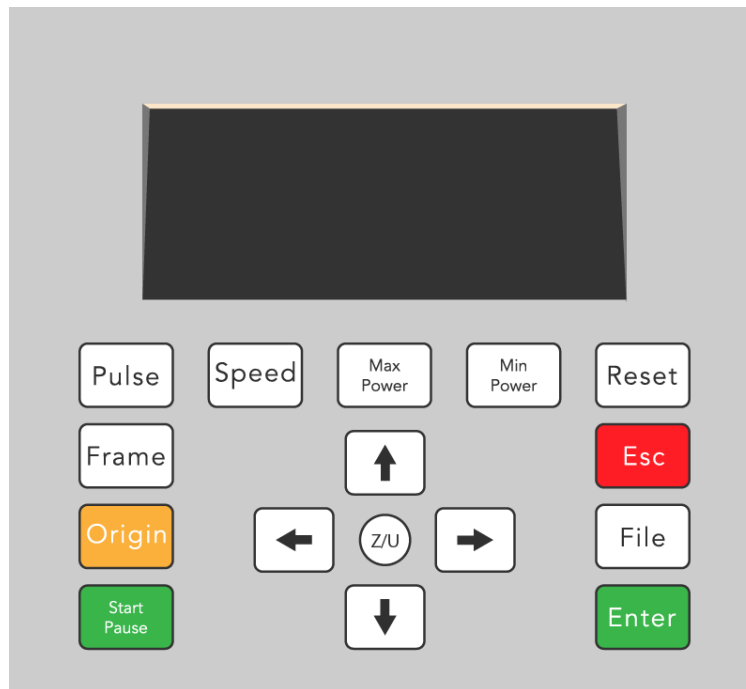 Pulse
Speed
Max
Power
Min
Power
Reset
Frame
Esc
Origin
Z/U
File
Start
Pause
Enter